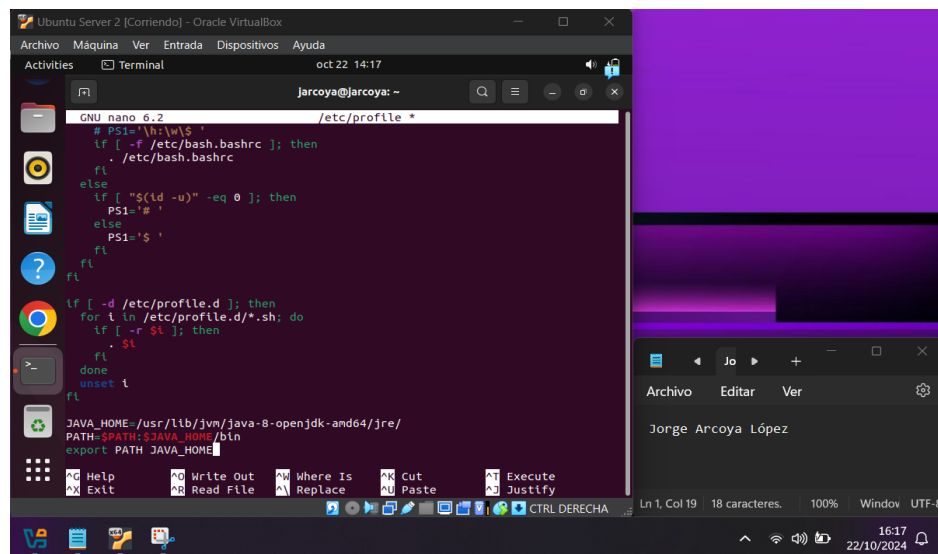 Ubuntu Server 2 [Corriendo] - Oracle VirtualBox
Archivo Máquina Ver Entrada Dispositivos Ayuda
Activities Terminal oct 22 14:17
jarcoya@jarcoya: ~
GNU nano 6.2 /etc/profile *
# PS1='\h:\w\$ '
if [ -f /etc/bash.bashrc ]; then
. /etc/bash.bashrc
fi
else
if [ "$(id -u)" -eq 0 ]; then
PS1='# '
else
PS1='$ '
fi
fi
fi
if [ -d /etc/profile.d ]; then
for i in /etc/profile.d/*.sh; do
if [ -r $i ]; then
. $i
fi
done
unset i
fi
JAVA_HOME=/usr/lib/jvm/java-8-openjdk-amd64/jre/
PATH=$PATH:$JAVA_HOME/bin
export PATH JAVA_HOME
^G Help ^O Write Out ^W Where Is ^K Cut ^T Execute
^X Exit ^R Read File ^\ Replace ^U Paste ^J Justify
CTRL DERECHA
Jo
Archivo Editar Ver
Jorge Arcoya López
Ln 1, Col 19 18 caracteres. 100% Window UTF-8
x64
16:17
22/10/2024